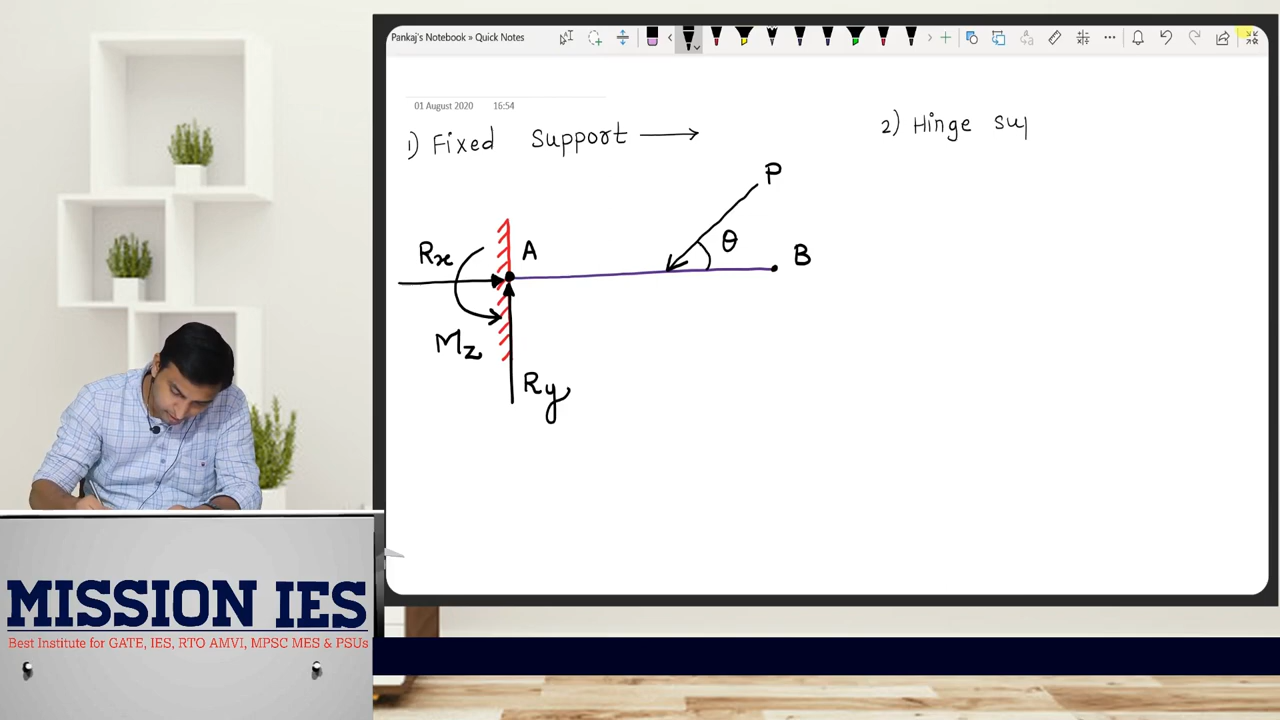 Pankaj's Notebook » Quick Notes
01 August 2020 16:54
1) Fixed Support →
2) Hinge sup
P
θ
A
B
Rx
Mz
Ry
MISSION IES
Best Institute for GATE, IES, RTO AMVI, MPSC MES & PSUs